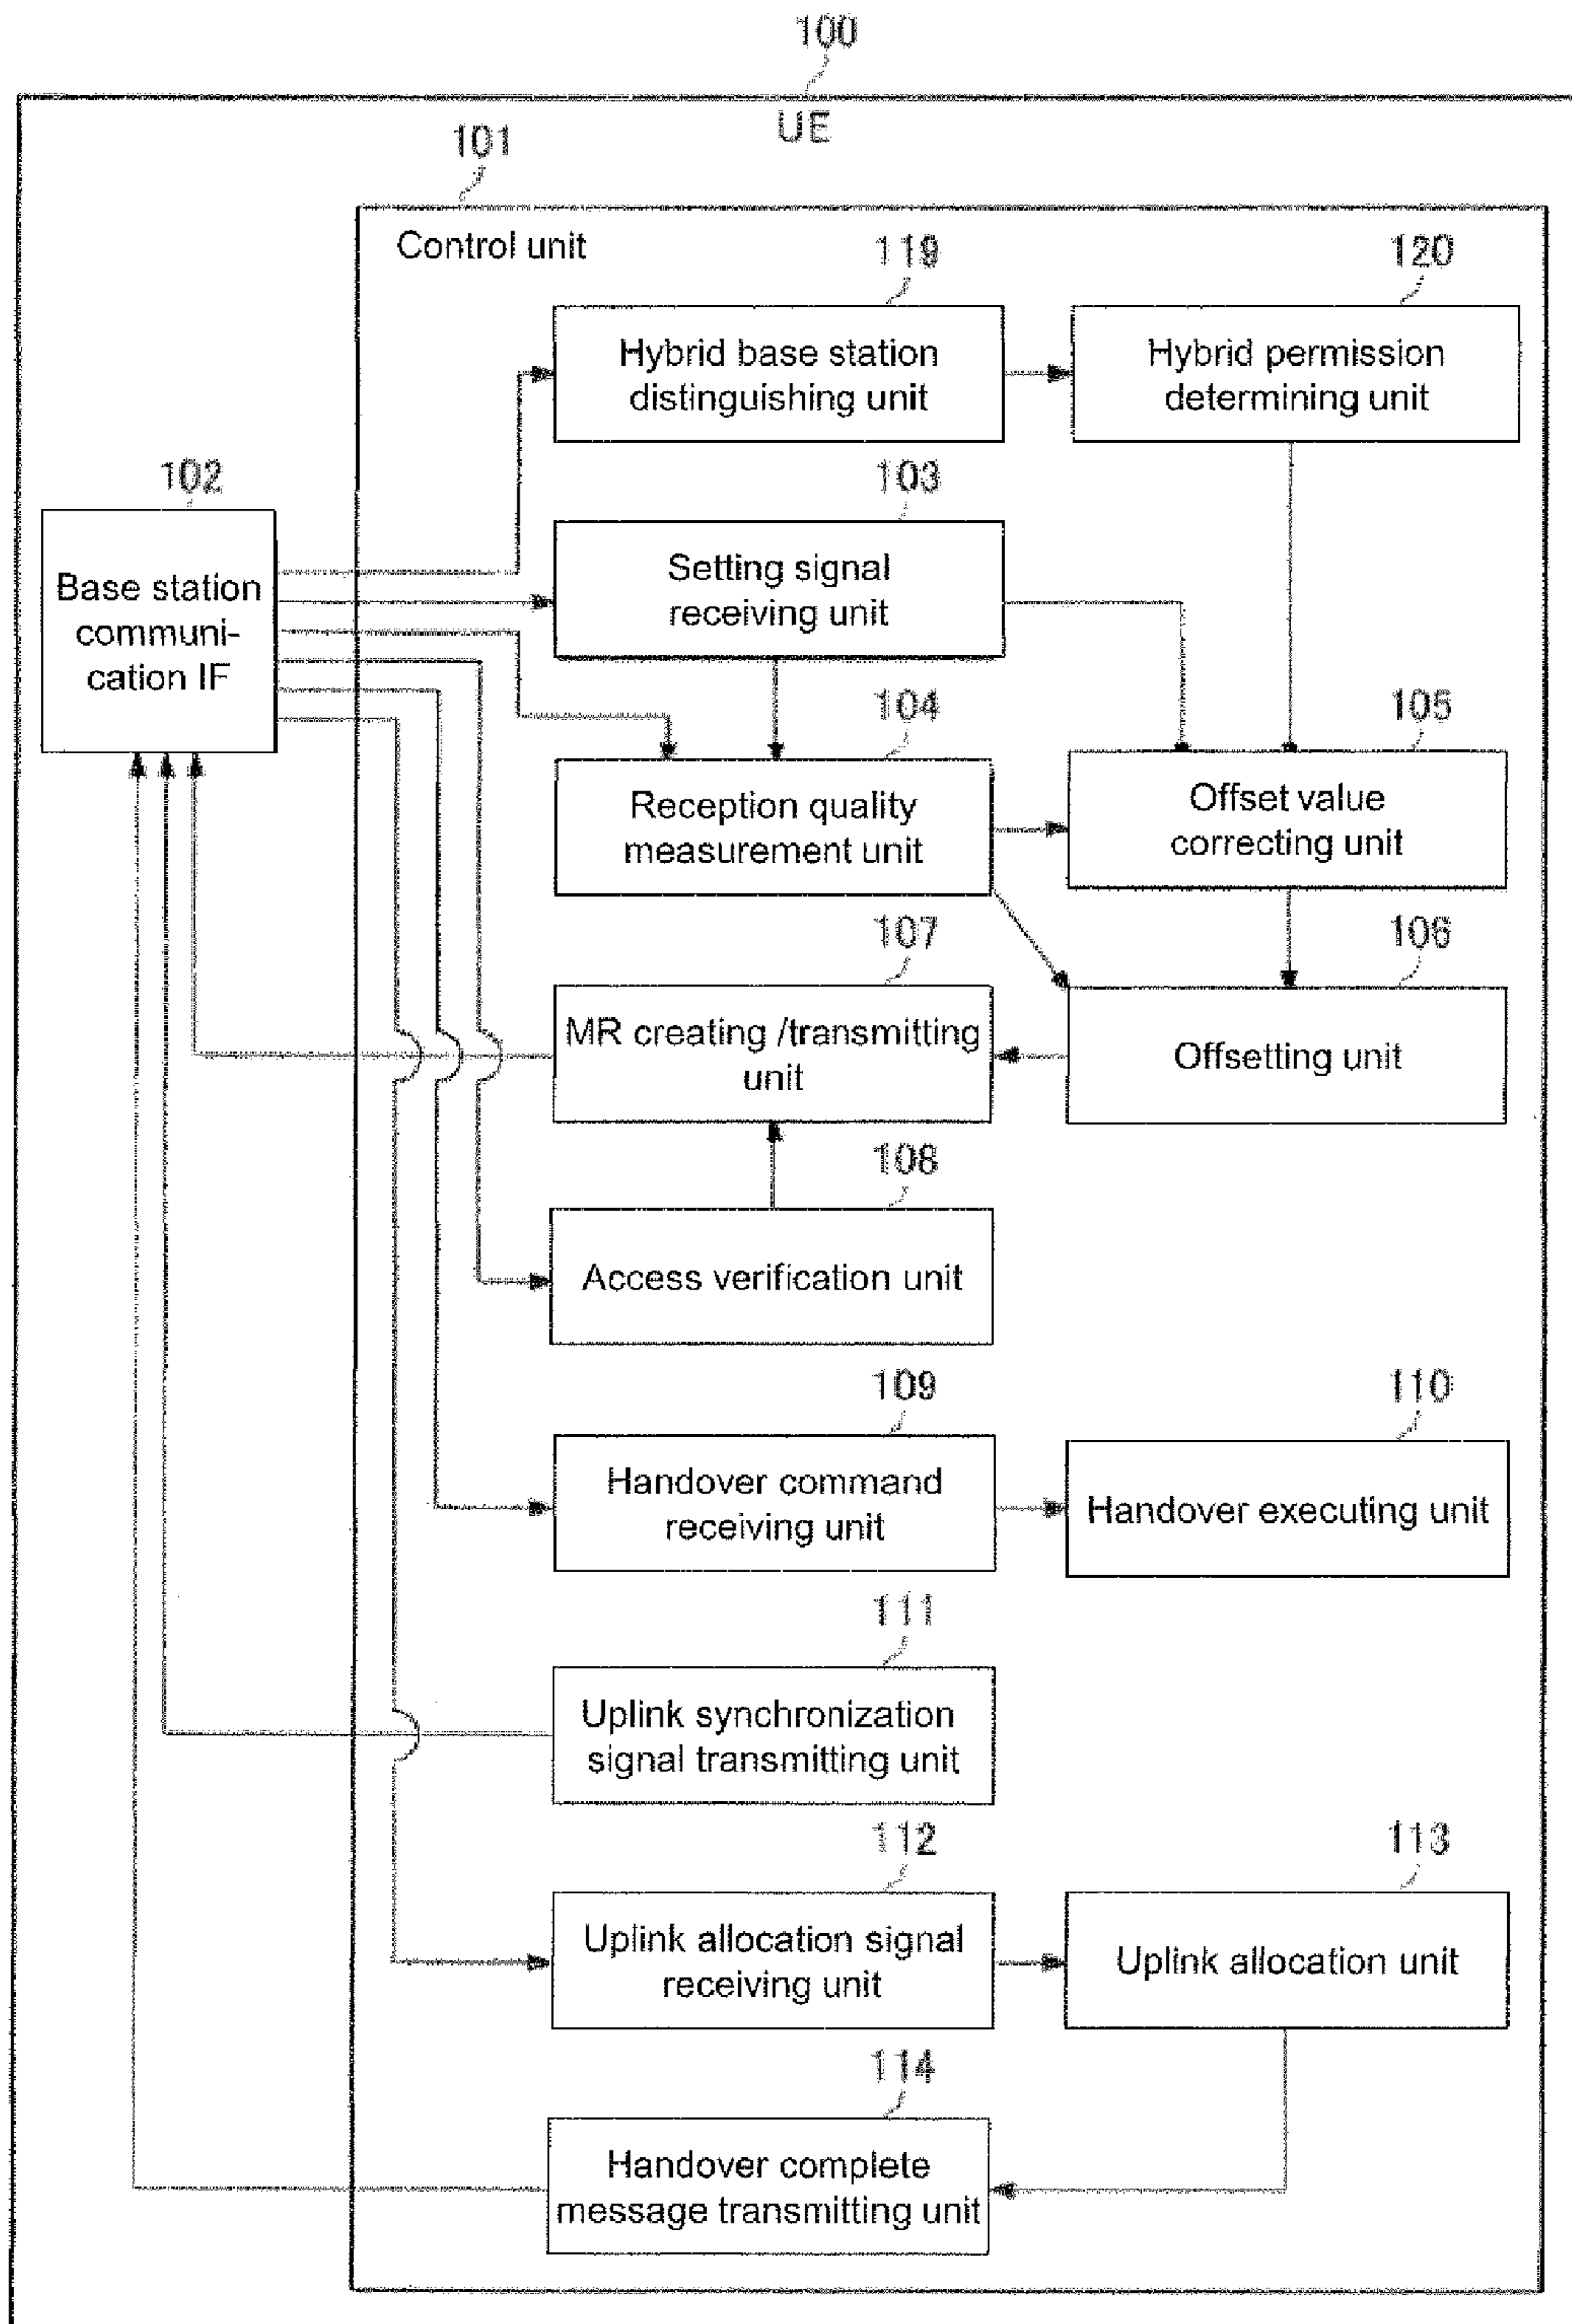 100
UE
101
Control unit
119
120
Hybrid base station
distinguishing unit
Hybrid permission
determining unit
102
103
Base station
communi-
cation IF
Setting signal
receiving unit
104
105
Reception quality
measurement unit
Offset value
correcting unit
107
106
MR creating /transmitting
unit
Offsetting unit
108
Access verification unit
109
110
Handover command
receiving unit
Handover executing unit
111
Uplink synchronization
signal transmitting unit
112
113
Uplink allocation signal
receiving unit
Uplink allocation unit
114
Handover complete
message transmitting unit